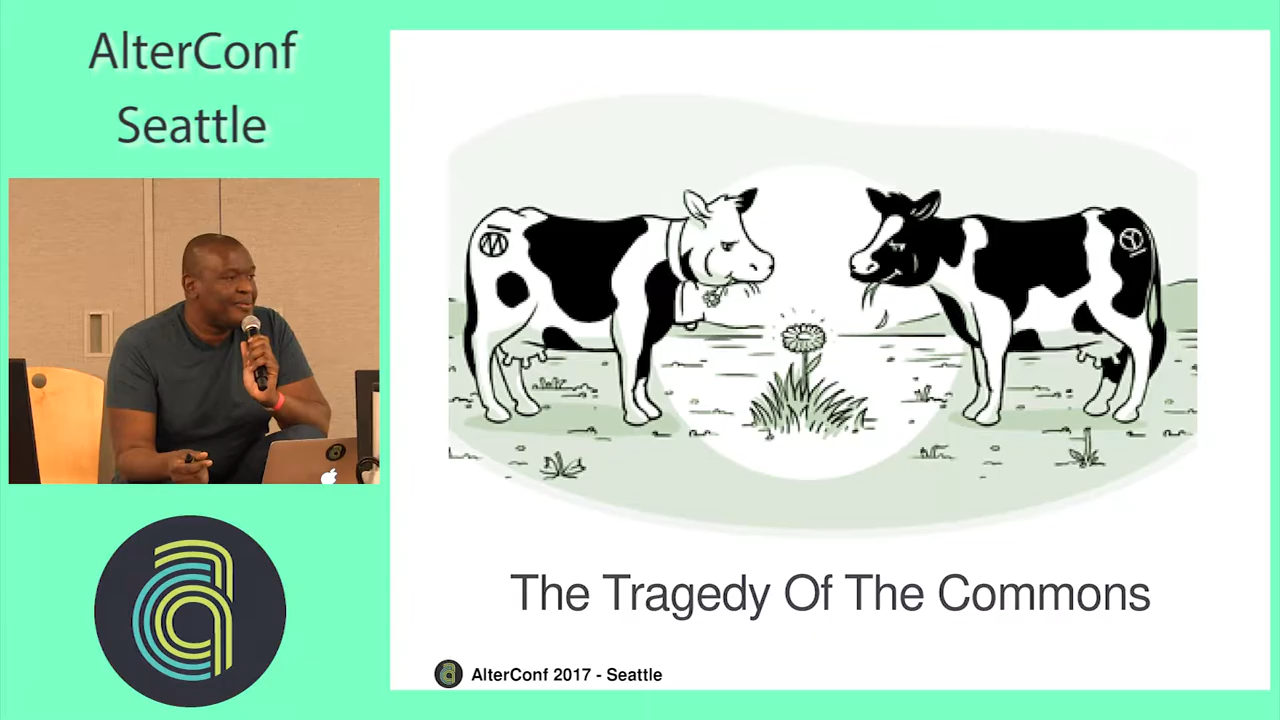 AlterConf
Seattle
The Tragedy Of The Commons
AlterConf 2017 - Seattle